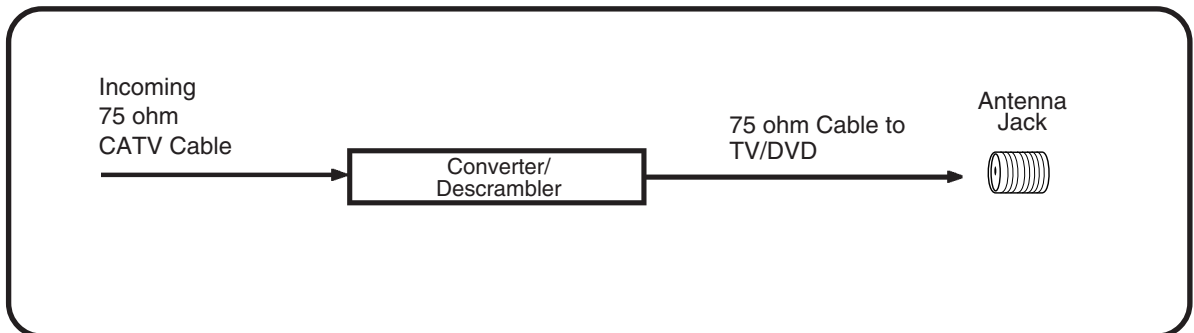 Incoming
75 ohm
CATV Cable
Converter/
Descrambler
75 ohm Cable to
TV/DVD
Antenna
Jack